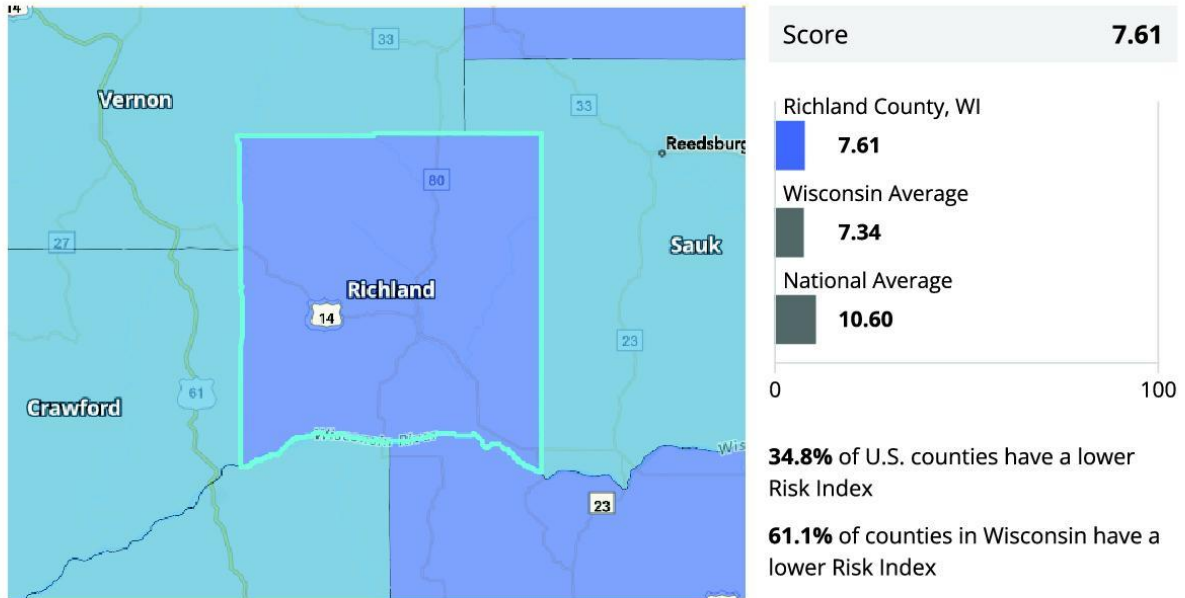 14
33
Vernon
33
Reedsburg
80
27
Sauk
Richland
14
23
61
Crawford
Wisconsin River
Wis
23
Score 7.61
Richland County, WI
7.61
Wisconsin Average
7.34
National Average
10.60
0 100
34.8% of U.S. counties have a lower
Risk Index
61.1% of counties in Wisconsin have a
lower Risk Index